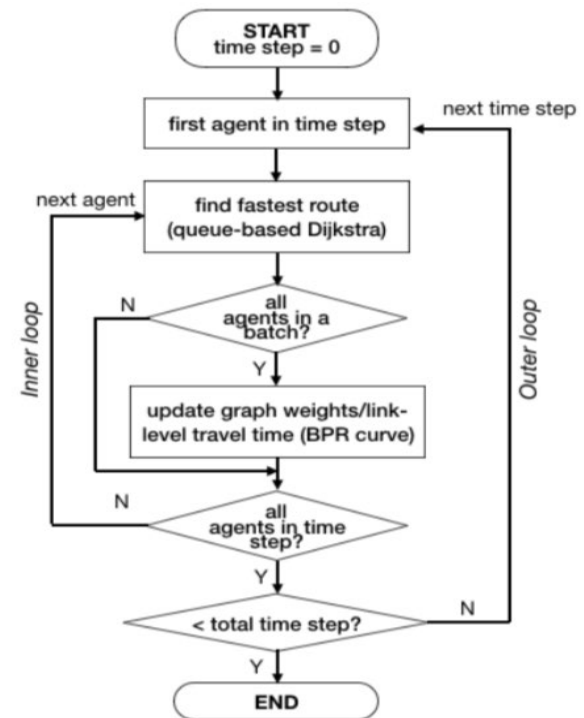 START
time step = 0
next time step
first agent in time step
next agent
find fastest route
(queue-based Dijkstra)
N
all
agents in a
batch?
Inner loop
Outer loop
Y
update graph weights/link-
level travel time (BPR curve)
N
all
agents in time
step?
Y
N
< total time step?
Y
END